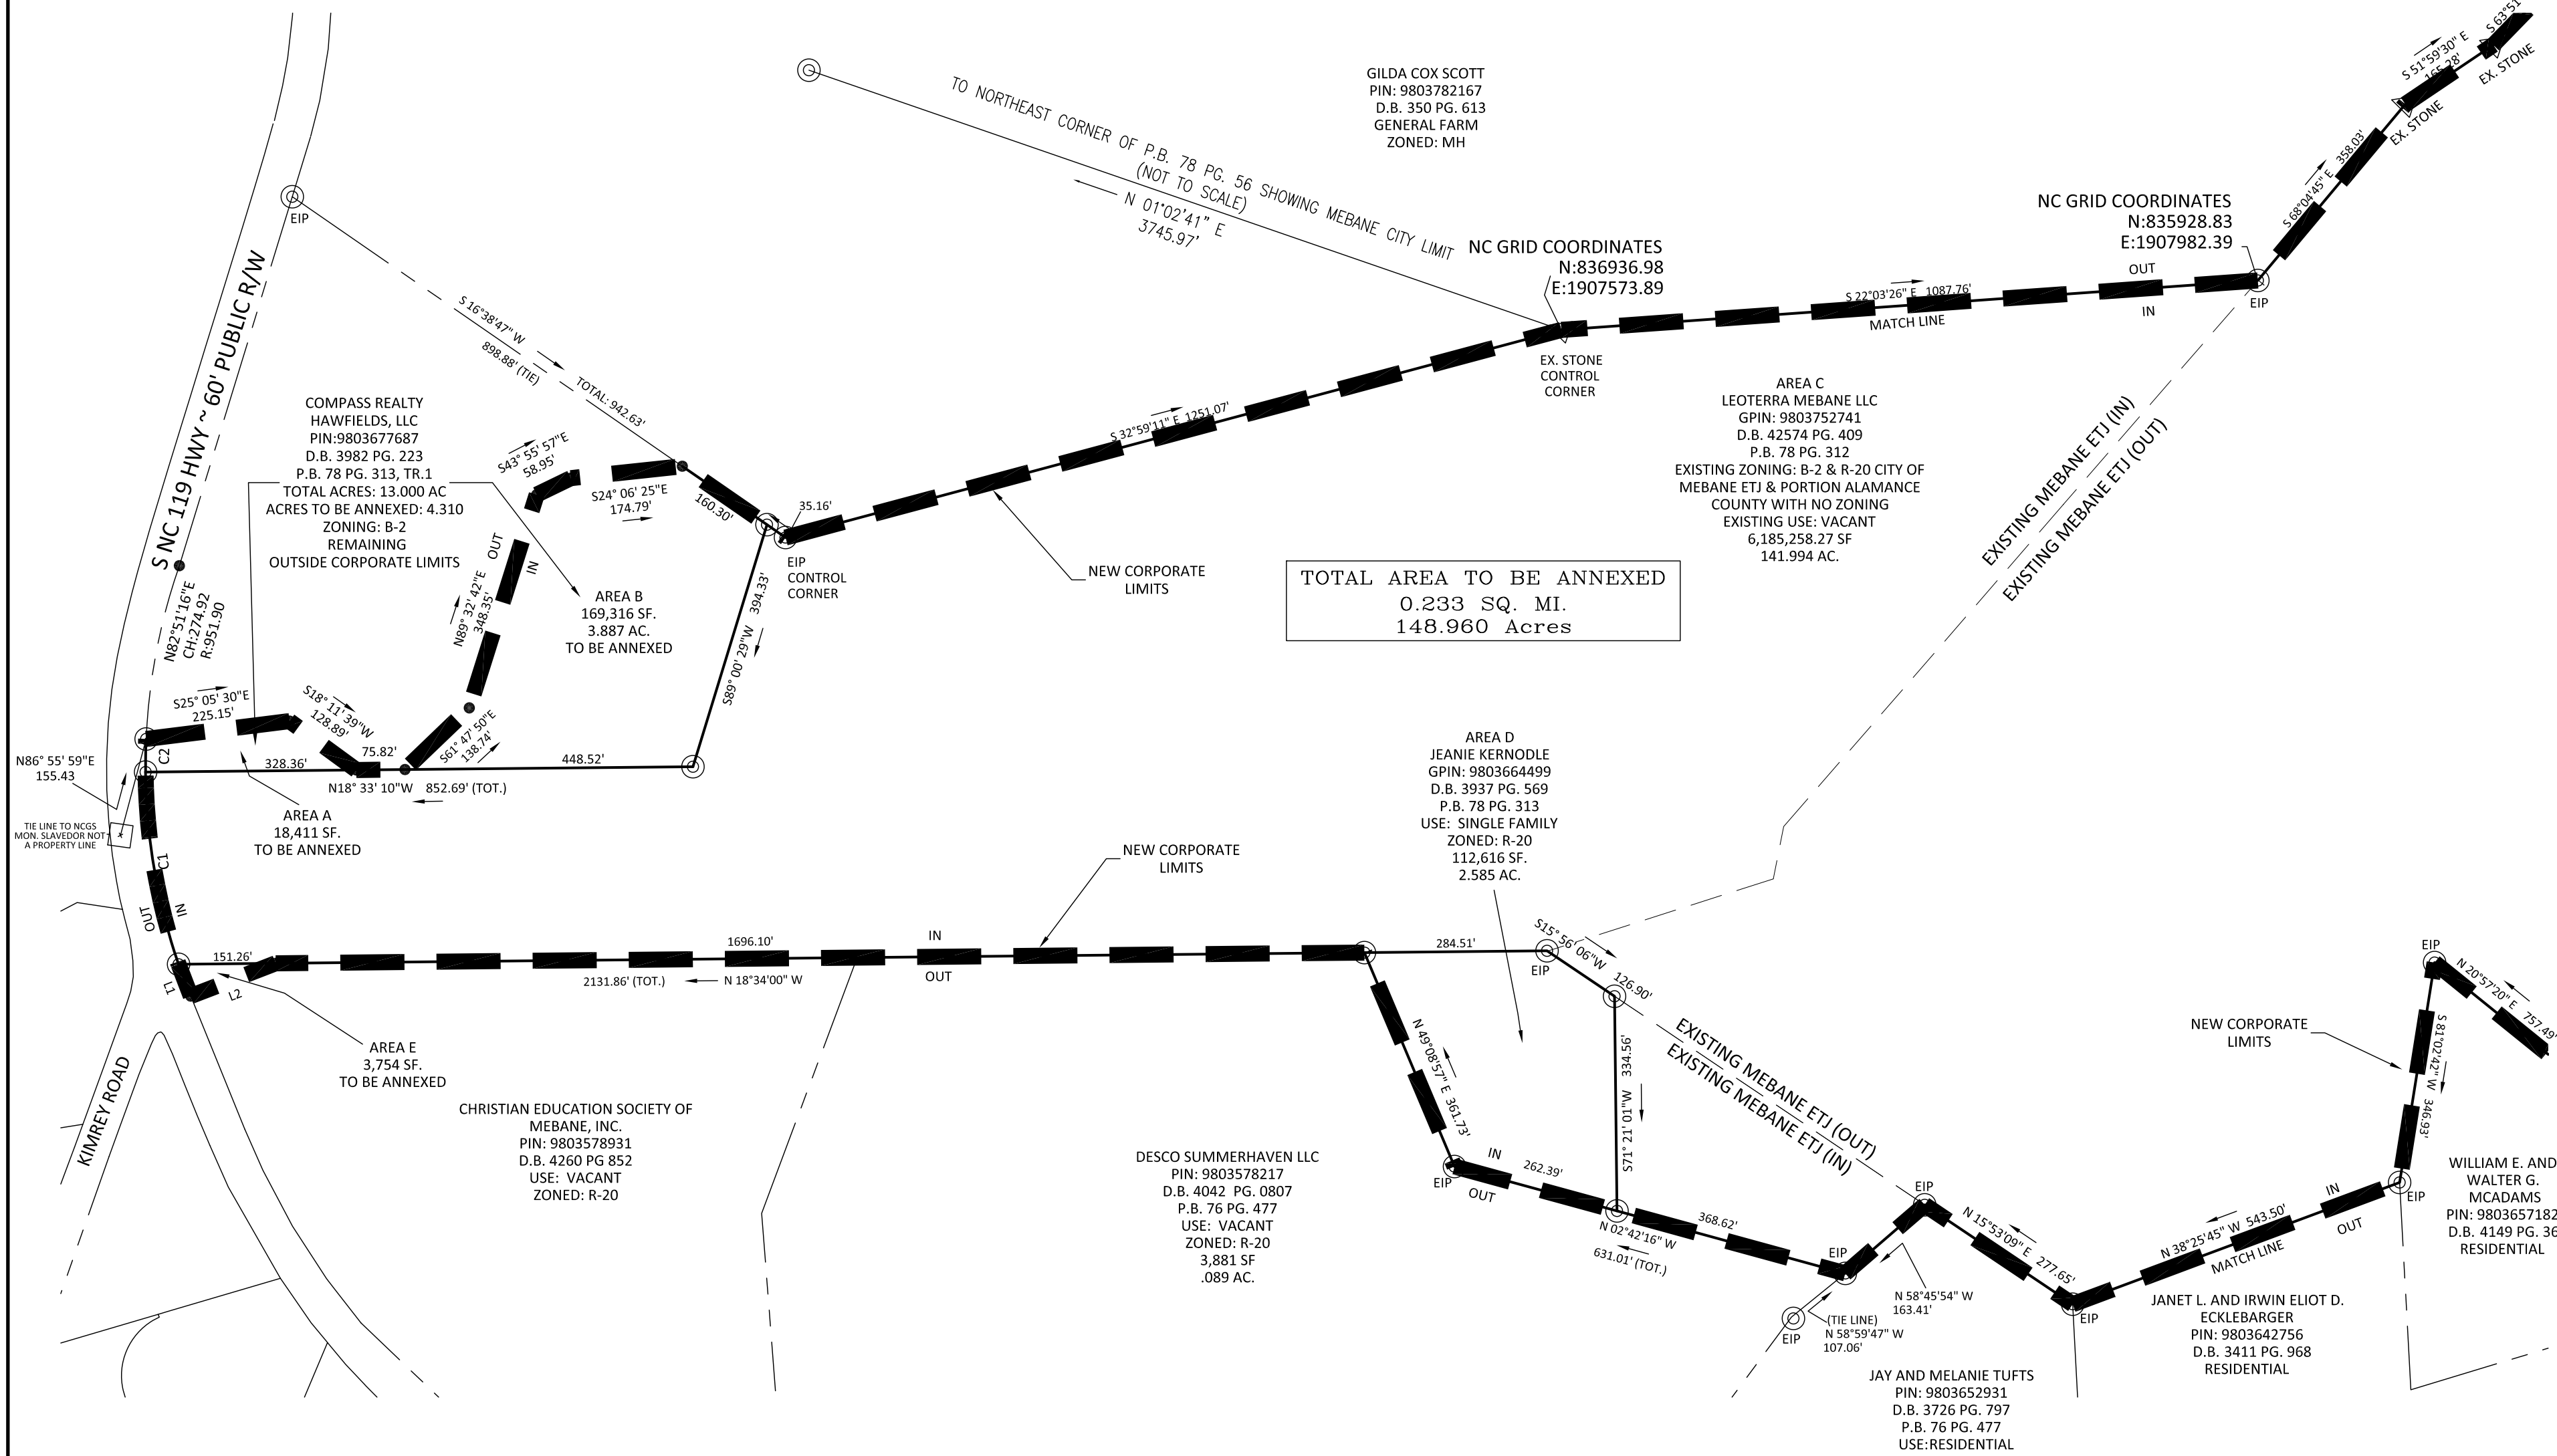 S 63°51'
S 51°59'30" E
165.28'
EX. STONE
EX. STONE
S 68°04'45" E 358.03'
GILDA COX SCOTT
PIN: 9803782167
D.B. 350 PG. 613
GENERAL FARM
ZONED: MH
TO NORTHEAST CORNER OF P.B. 78 PG. 56 SHOWING MEBANE CITY LIMIT
(NOT TO SCALE)
N 01°02'41" E
3745.97'
NC GRID COORDINATES
N:836936.98
E:1907573.89
NC GRID COORDINATES
N:835928.83
E:1907982.39
EIP
S NC 119 HWY ~ 60' PUBLIC R/W
S 16°38'47" W
898.88' (TIE)
TOTAL: 942.63'
S 22°03'26" E 1087.76'
MATCH LINE
OUT
IN
EIP
EX. STONE
CONTROL
CORNER
COMPASS REALTY
HAWFIELDS, LLC
PIN:9803677687
D.B. 3982 PG. 223
P.B. 78 PG. 313, TR.1
TOTAL ACRES: 13.000 AC
ACRES TO BE ANNEXED: 4.310
ZONING: B-2
REMAINING
OUTSIDE CORPORATE LIMITS
S43° 55' 57"E
58.95'
S24° 06' 25"E
174.79'
160.30'
35.16'
EIP
CONTROL
CORNER
S 32°59'11" E 1251.07'
NEW CORPORATE
LIMITS
AREA C
LEOTERRA MEBANE LLC
GPIN: 9803752741
D.B. 42574 PG. 409
P.B. 78 PG. 312
EXISTING ZONING: B-2 & R-20 CITY OF
MEBANE ETJ & PORTION ALAMANCE
COUNTY WITH NO ZONING
EXISTING USE: VACANT
6,185,258.27 SF
141.994 AC.
EXISTING MEBANE ETJ (IN)
EXISTING MEBANE ETJ (OUT)
TOTAL AREA TO BE ANNEXED
0.233 SQ. MI.
148.960 Acres
N82°51'16"E
CH:274.92
R:951.90
OUT
IN
N89° 32' 42"E
348.35'
AREA B
169,316 SF.
3.887 AC.
TO BE ANNEXED
S89° 00' 29"W 394.33'
S25° 05' 30"E
225.15'
S18° 11' 39"W
128.89'
S61° 47' 50"E
138.74'
C2
328.36'
75.82'
448.52'
N18° 33' 10"W 852.69' (TOT.)
N86° 55' 59"E
155.43
TIE LINE TO NCGS
MON. SLAVEDOR NOT
A PROPERTY LINE
AREA A
18,411 SF.
TO BE ANNEXED
C1
OUT
IN
151.26'
L1
L2
1696.10'
2131.86' (TOT.)
N 18°34'00" W
IN
OUT
NEW CORPORATE
LIMITS
AREA D
JEANIE KERNODLE
GPIN: 9803664499
D.B. 3937 PG. 569
P.B. 78 PG. 313
USE: SINGLE FAMILY
ZONED: R-20
112,616 SF.
2.585 AC.
284.51'
EIP
S15° 56' 06"W 126.90'
EXISTING MEBANE ETJ (OUT)
EXISTING MEBANE ETJ (IN)
N 49°08'57" E 361.73'
S71° 21' 01"W 334.56'
AREA E
3,754 SF.
TO BE ANNEXED
KIMREY ROAD
CHRISTIAN EDUCATION SOCIETY OF
MEBANE, INC.
PIN: 9803578931
D.B. 4260 PG 852
USE: VACANT
ZONED: R-20
DESCO SUMMERHAVEN LLC
PIN: 9803578217
D.B. 4042 PG. 0807
P.B. 76 PG. 477
USE: VACANT
ZONED: R-20
3,881 SF
.089 AC.
EIP
IN
OUT
262.39'
N 02°42'16" W
631.01' (TOT.)
368.62'
EIP
EIP
N 58°45'54" W
163.41'
EIP
(TIE LINE)
N 58°59'47" W
107.06'
N 15°53'09" E 277.65'
EIP
JAY AND MELANIE TUFTS
PIN: 9803652931
D.B. 3726 PG. 797
P.B. 76 PG. 477
USE:RESIDENTIAL
N 38°25'45" W 543.50'
MATCH LINE
IN
OUT
JANET L. AND IRWIN ELIOT D.
ECKLEBARGER
PIN: 9803642756
D.B. 3411 PG. 968
RESIDENTIAL
NEW CORPORATE
LIMITS
EIP
N 20°57'20" E 757.49'
S 81°02'42" W 346.93'
EIP
WILLIAM E. AND
WALTER G.
MCADAMS
PIN: 9803657182
D.B. 4149 PG. 36
RESIDENTIAL